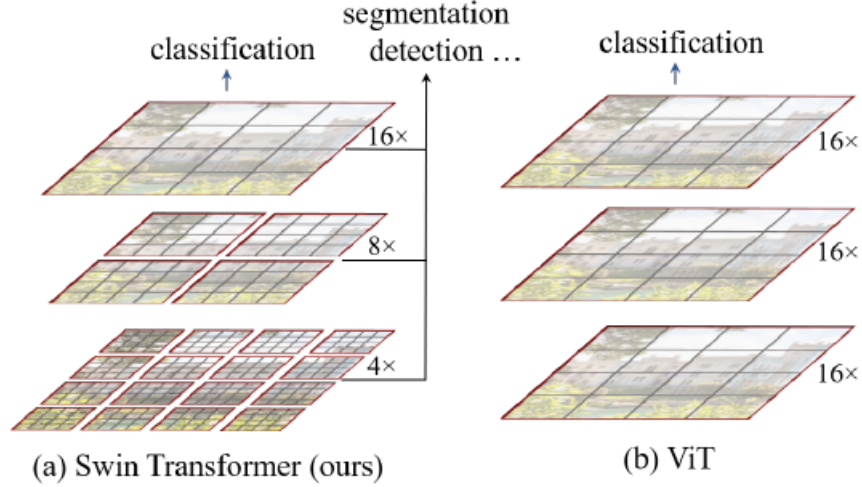 segmentation
detection ...
classification
16×
8×
4×
(a) Swin Transformer (ours)
classification
16×
16×
16×
(b) ViT